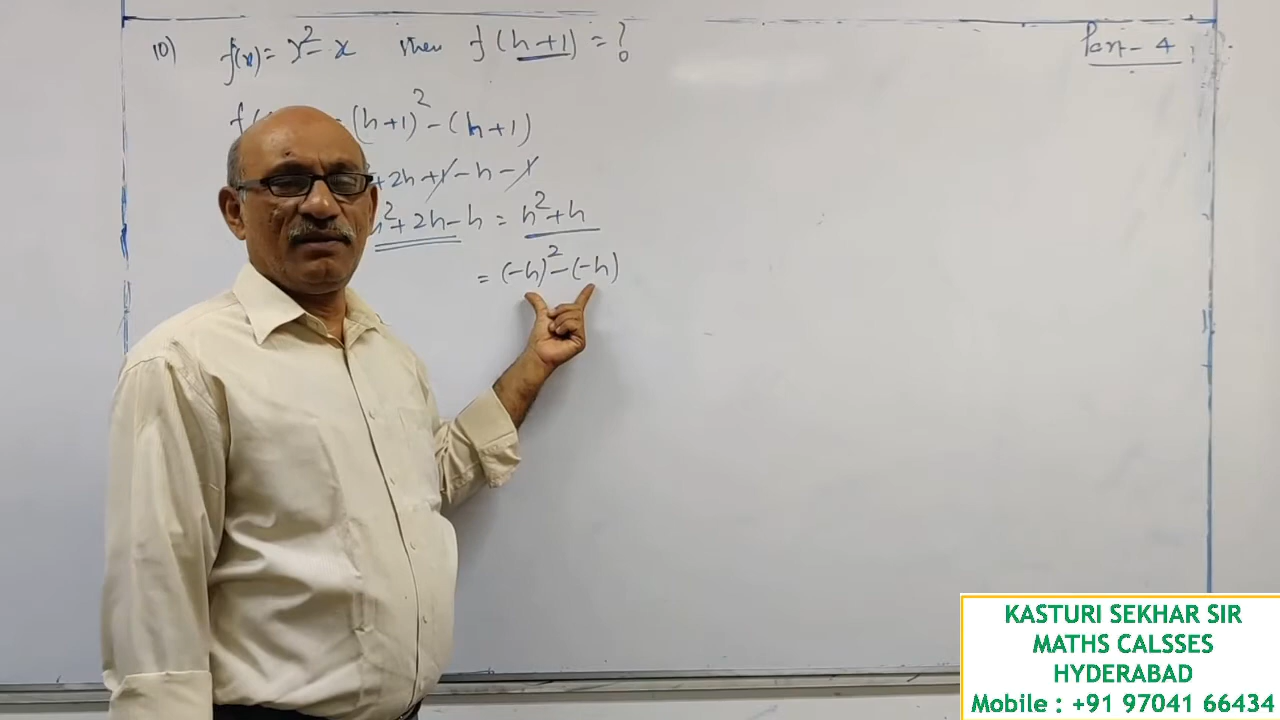 10) f(x) = x² - x then f(h+1) = ?
Part - 4
f( = (h+1)² - (h+1)
+ 2h + 1 - h - 1
h² + 2h - h = h² + h
= (-h)² - (-h)
KASTURI SEKHAR SIR
MATHS CALSSES
HYDERABAD
Mobile : +91 97041 66434